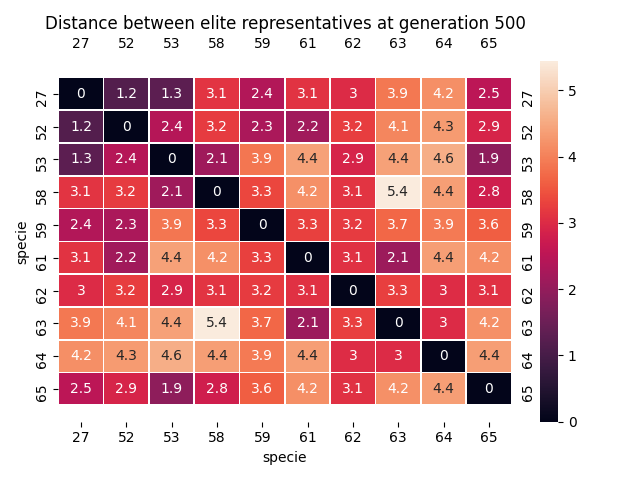 Distance between elite representatives at generation 500
27 52 53 58 59 61 62 63 64 65
27 0 1.2 1.3 3.1 2.4 3.1 3 3.9 4.2 2.5 27
52 1.2 0 2.4 3.2 2.3 2.2 3.2 4.1 4.3 2.9 52
53 1.3 2.4 0 2.1 3.9 4.4 2.9 4.4 4.6 1.9 53
58 3.1 3.2 2.1 0 3.3 4.2 3.1 5.4 4.4 2.8 58
59 2.4 2.3 3.9 3.3 0 3.3 3.2 3.7 3.9 3.6 59
61 3.1 2.2 4.4 4.2 3.3 0 3.1 2.1 4.4 4.2 61
62 3 3.2 2.9 3.1 3.2 3.1 0 3.3 3 3.1 62
63 3.9 4.1 4.4 5.4 3.7 2.1 3.3 0 3 4.2 63
64 4.2 4.3 4.6 4.4 3.9 4.4 3 3 0 4.4 64
65 2.5 2.9 1.9 2.8 3.6 4.2 3.1 4.2 4.4 0 65
27 52 53 58 59 61 62 63 64 65
specie
specie
5
4
3
2
1
0